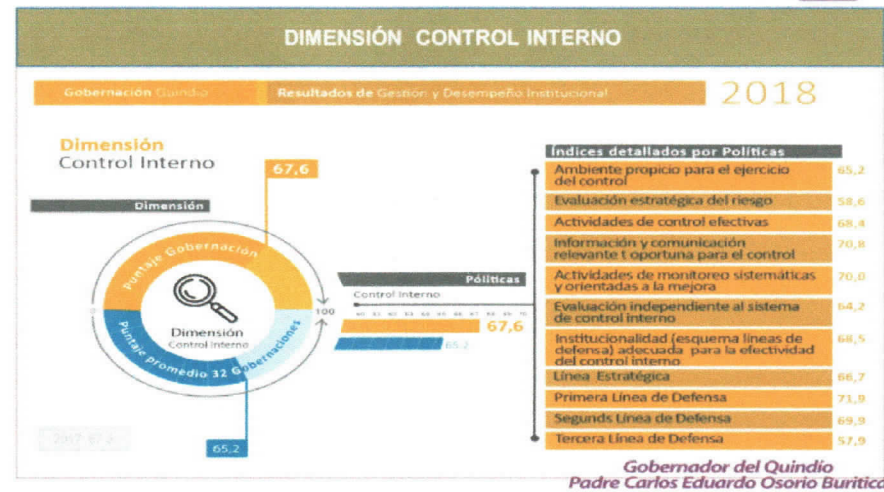 DIMENSIÓN CONTROL INTERNO
Gobernación Quindío
Resultados de Gestión y Desempeño Institucional
2018
Dimensión
Control Interno
67,6
Dimensión
Puntaje Gobernación
0
100
Dimensión
Control Interno
Puntaje promedio 32 Gobernaciones
65,2
Políticas
Control Interno
67,6
65,2
Índices detallados por Políticas
Ambiente propicio para el ejercicio
del control
65,2
Evaluación estratégica del riesgo
58,6
Actividades de control efectivas
68,4
Información y comunicación
relevante t oportuna para el control
70,8
Actividades de monitoreo sistemáticas
y orientadas a la mejora
70,0
Evaluación independiente al sistema
de control interno
64,2
Institucionalidad (esquema líneas de
defensa) adecuada para la efectividad
del control interno
68,5
Línea Estratégica
66,7
Primera Línea de Defensa
71,9
Segunds Línea de Defensa
69,9
Tercera Línea de Defensa
57,9
Gobernador del Quindío
Padre Carlos Eduardo Osorio Buriticá